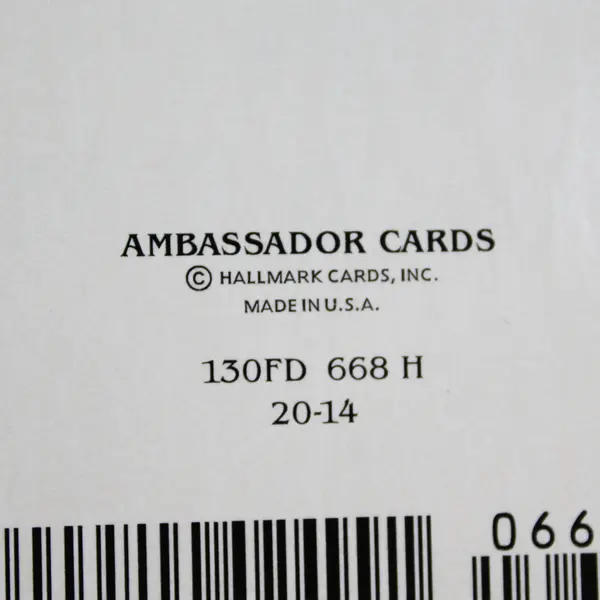 AMBASSADOR CARDS
© HALLMARK CARDS, INC.
MADE IN U.S.A.
130FD 668 H
20-14
066